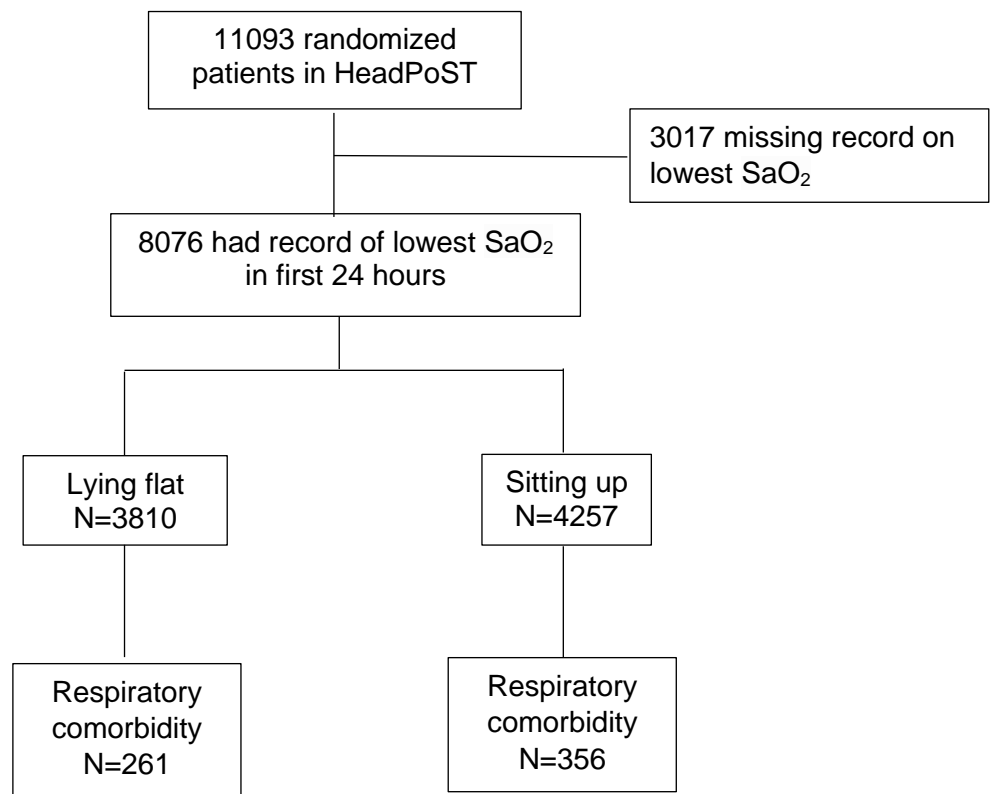 11093 randomized
patients in HeadPoST
3017 missing record on
lowest SaO₂
8076 had record of lowest SaO₂
in first 24 hours
Lying flat
N=3810
Sitting up
N=4257
Respiratory
comorbidity
N=261
Respiratory
comorbidity
N=356